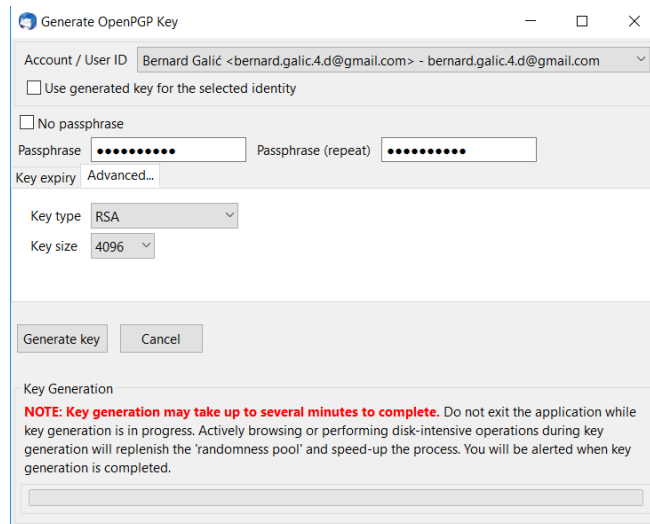 Generate OpenPGP Key
Account / User ID Bernard Galić <bernard.galic.4.d@gmail.com> - bernard.galic.4.d@gmail.com
Use generated key for the selected identity
No passphrase
Passphrase ●●●●●●●●●● Passphrase (repeat) ●●●●●●●●●●
Key expiry Advanced...
Key type RSA
Key size 4096
Generate key Cancel
Key Generation
NOTE: Key generation may take up to several minutes to complete. Do not exit the application while
key generation is in progress. Actively browsing or performing disk-intensive operations during key
generation will replenish the 'randomness pool' and speed-up the process. You will be alerted when key
generation is completed.